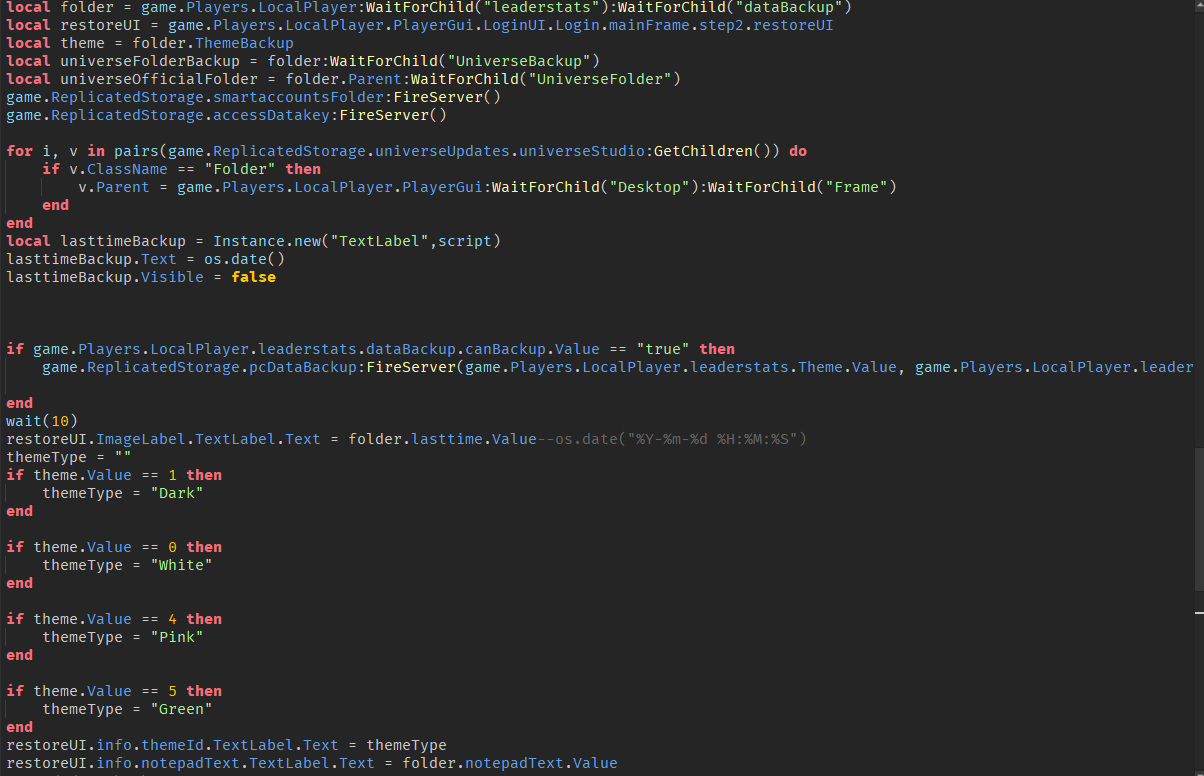 local folder = game.Players.LocalPlayer:WaitForChild("leaderstats"):WaitForChild("dataBackup")
local restoreUI = game.Players.LocalPlayer.PlayerGui.LoginUI.Login.mainFrame.step2.restoreUI
local theme = folder.ThemeBackup
local universeFolderBackup = folder:WaitForChild("UniverseBackup")
local universeOfficialFolder = folder.Parent:WaitForChild("UniverseFolder")
game.ReplicatedStorage.smartaccountsFolder:FireServer()
game.ReplicatedStorage.accessDatakey:FireServer()
for i, v in pairs(game.ReplicatedStorage.universeUpdates.universeStudio:GetChildren()) do
if v.ClassName == "Folder" then
v.Parent = game.Players.LocalPlayer.PlayerGui:WaitForChild("Desktop"):WaitForChild("Frame")
end
end
local lasttimeBackup = Instance.new("TextLabel",script)
lasttimeBackup.Text = os.date()
lasttimeBackup.Visible = false
if game.Players.LocalPlayer.leaderstats.dataBackup.canBackup.Value == "true" then
game.ReplicatedStorage.pcDataBackup:FireServer(game.Players.LocalPlayer.leaderstats.Theme.Value, game.Players.LocalPlayer.leader
end
wait(10)
restoreUI.ImageLabel.TextLabel.Text = folder.lasttime.Value--os.date("%Y-%m-%d %H:%M:%S")
themeType = ""
if theme.Value == 1 then
themeType = "Dark"
end
if theme.Value == 0 then
themeType = "White"
end
if theme.Value == 4 then
themeType = "Pink"
end
if theme.Value == 5 then
themeType = "Green"
end
restoreUI.info.themeId.TextLabel.Text = themeType
restoreUI.info.notepadText.TextLabel.Text = folder.notepadText.Value